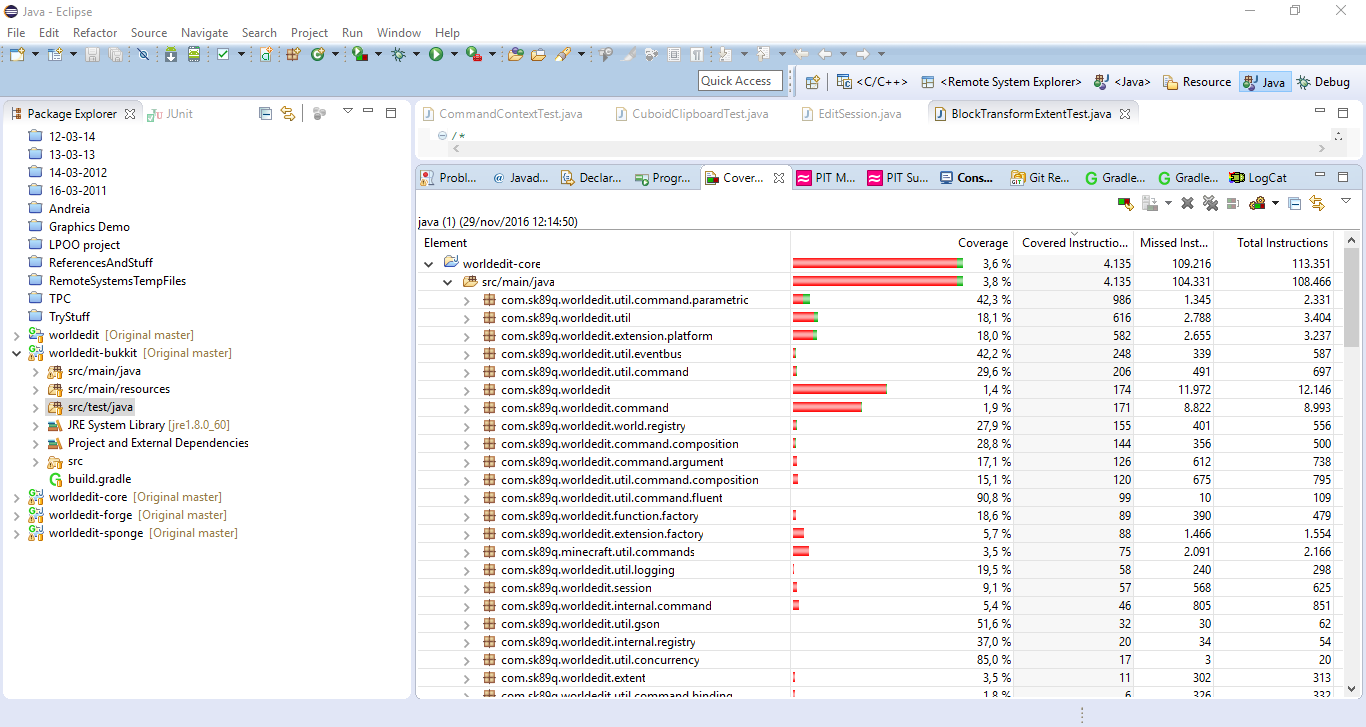 Java - Eclipse
File Edit Refactor Source Navigate Search Project Run Window Help
Quick Access <C/C++> <Remote System Explorer> <Java> Resource Java Debug
Package Explorer JUnit
12-03-14
13-03-13
14-03-2012
16-03-2011
Andreia
Graphics Demo
LPOO project
ReferencesAndStuff
RemoteSystemsTempFiles
TPC
TryStuff
worldedit [Original master]
worldedit-bukkit [Original master]
src/main/java
src/main/resources
src/test/java
JRE System Library [jre1.8.0_60]
Project and External Dependencies
src
build.gradle
worldedit-core [Original master]
worldedit-forge [Original master]
worldedit-sponge [Original master]
CommandContextTest.java CuboidClipboardTest.java EditSession.java BlockTransformExtentTest.java
/*
Probl... @ Javad... Declar... Progr... Cover... PIT M... PIT Su... Cons... Git Re... Gradle... Gradle... LogCat
java (1) (29/nov/2016 12:14:50)
Element Coverage Covered Instructio... Missed Inst... Total Instructions
worldedit-core 3,6 % 4.135 109.216 113.351
src/main/java 3,8 % 4.135 104.331 108.466
com.sk89q.worldedit.util.command.parametric 42,3 % 986 1.345 2.331
com.sk89q.worldedit.util 18,1 % 616 2.788 3.404
com.sk89q.worldedit.extension.platform 18,0 % 582 2.655 3.237
com.sk89q.worldedit.util.eventbus 42,2 % 248 339 587
com.sk89q.worldedit.util.command 29,6 % 206 491 697
com.sk89q.worldedit 1,4 % 174 11.972 12.146
com.sk89q.worldedit.command 1,9 % 171 8.822 8.993
com.sk89q.worldedit.world.registry 27,9 % 155 401 556
com.sk89q.worldedit.command.composition 28,8 % 144 356 500
com.sk89q.worldedit.command.argument 17,1 % 126 612 738
com.sk89q.worldedit.util.command.composition 15,1 % 120 675 795
com.sk89q.worldedit.util.command.fluent 90,8 % 99 10 109
com.sk89q.worldedit.function.factory 18,6 % 89 390 479
com.sk89q.worldedit.extension.factory 5,7 % 88 1.466 1.554
com.sk89q.minecraft.util.commands 3,5 % 75 2.091 2.166
com.sk89q.worldedit.util.logging 19,5 % 58 240 298
com.sk89q.worldedit.session 9,1 % 57 568 625
com.sk89q.worldedit.internal.command 5,4 % 46 805 851
com.sk89q.worldedit.util.gson 51,6 % 32 30 62
com.sk89q.worldedit.internal.registry 37,0 % 20 34 54
com.sk89q.worldedit.util.concurrency 85,0 % 17 3 20
com.sk89q.worldedit.extent 3,5 % 11 302 313
com.sk89q.worldedit.util.command.binding 1,8 % 6 326 332